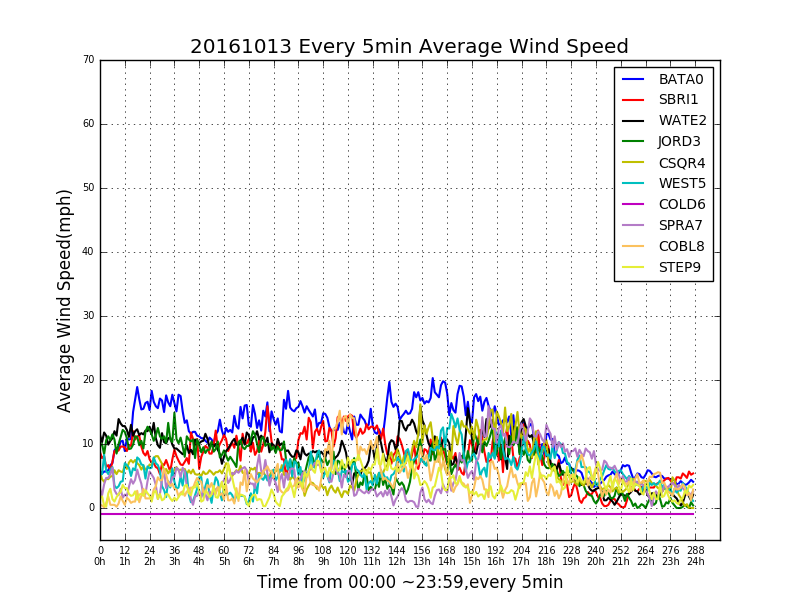 20161013 Every 5min Average Wind Speed
70
60
50
40
30
20
10
0
Average Wind Speed(mph)
BATA0
SBRI1
WATE2
JORD3
CSQR4
WEST5
COLD6
SPRA7
COBL8
STEP9
0 12 24 36 48 60 72 84 96 108 120 132 144 156 168 180 192 204 216 228 240 252 264 276 288
0h 1h 2h 3h 4h 5h 6h 7h 8h 9h 10h 11h 12h 13h 14h 15h 16h 17h 18h 19h 20h 21h 22h 23h 24h
Time from 00:00 ~23:59,every 5min